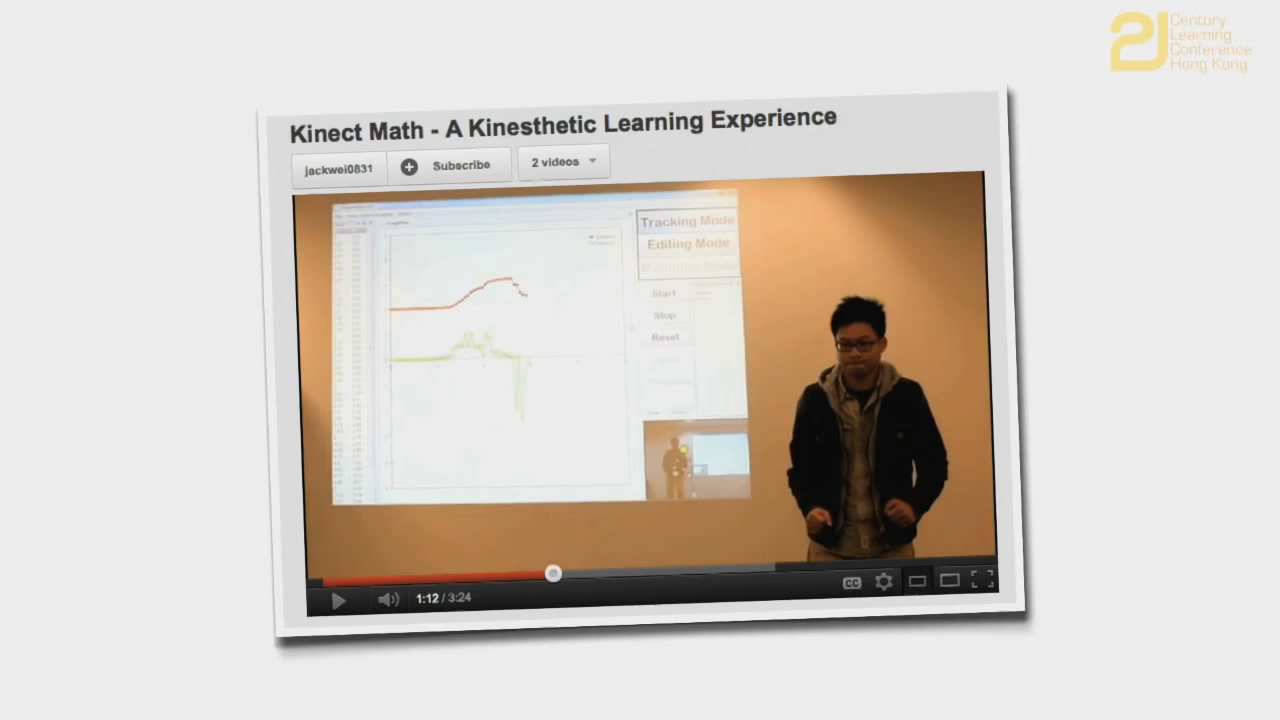 21 Century
Learning
Conference
Hong Kong
Kinect Math - A Kinesthetic Learning Experience
jackwei0831
Subscribe
2 videos
Tracking Mode
Editing Mode
Start
Stop
Reset
1:12 / 3:24
CC